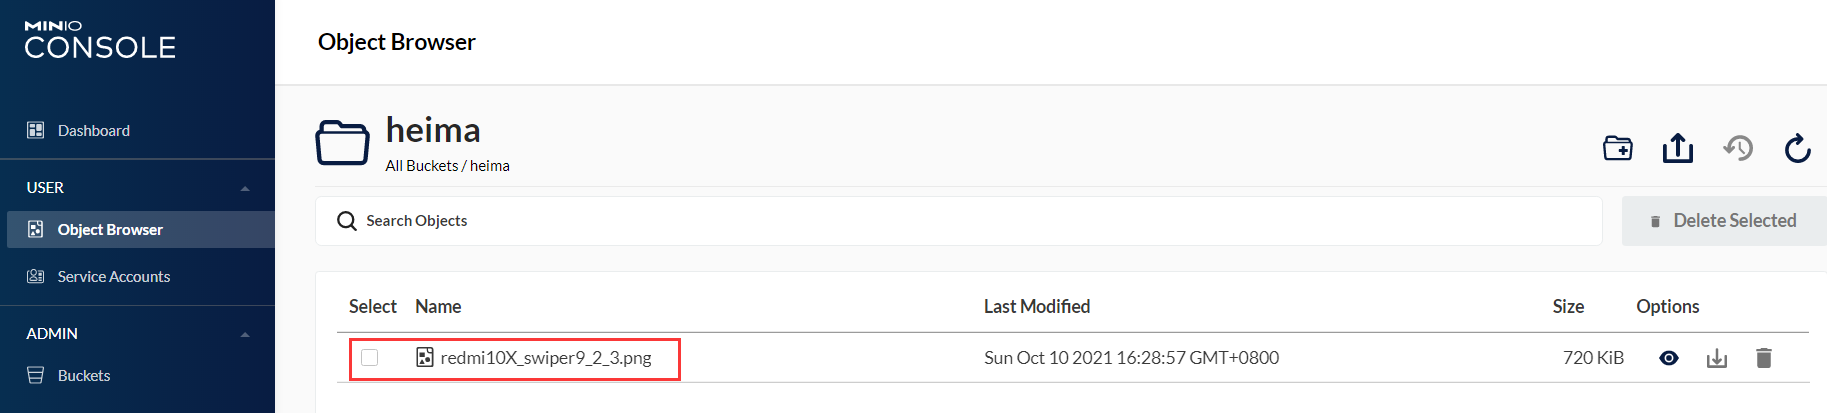 MINIO
CONSOLE
Object Browser
Dashboard
USER
Object Browser
Service Accounts
ADMIN
Buckets
heima
All Buckets / heima
Search Objects
Delete Selected
Select Name Last Modified Size Options
redmi10X_swiper9_2_3.png Sun Oct 10 2021 16:28:57 GMT+0800 720 KiB